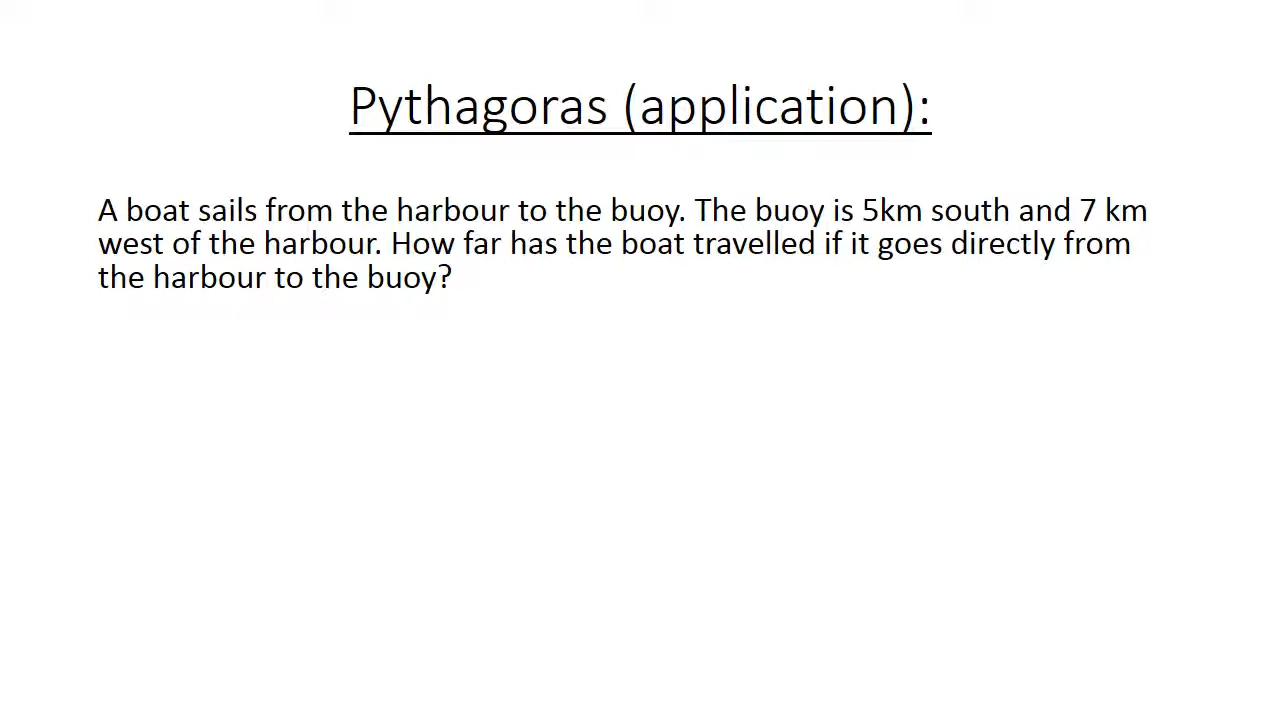 Pythagoras (application):
A boat sails from the harbour to the buoy. The buoy is 5km south and 7 km
west of the harbour. How far has the boat travelled if it goes directly from
the harbour to the buoy?